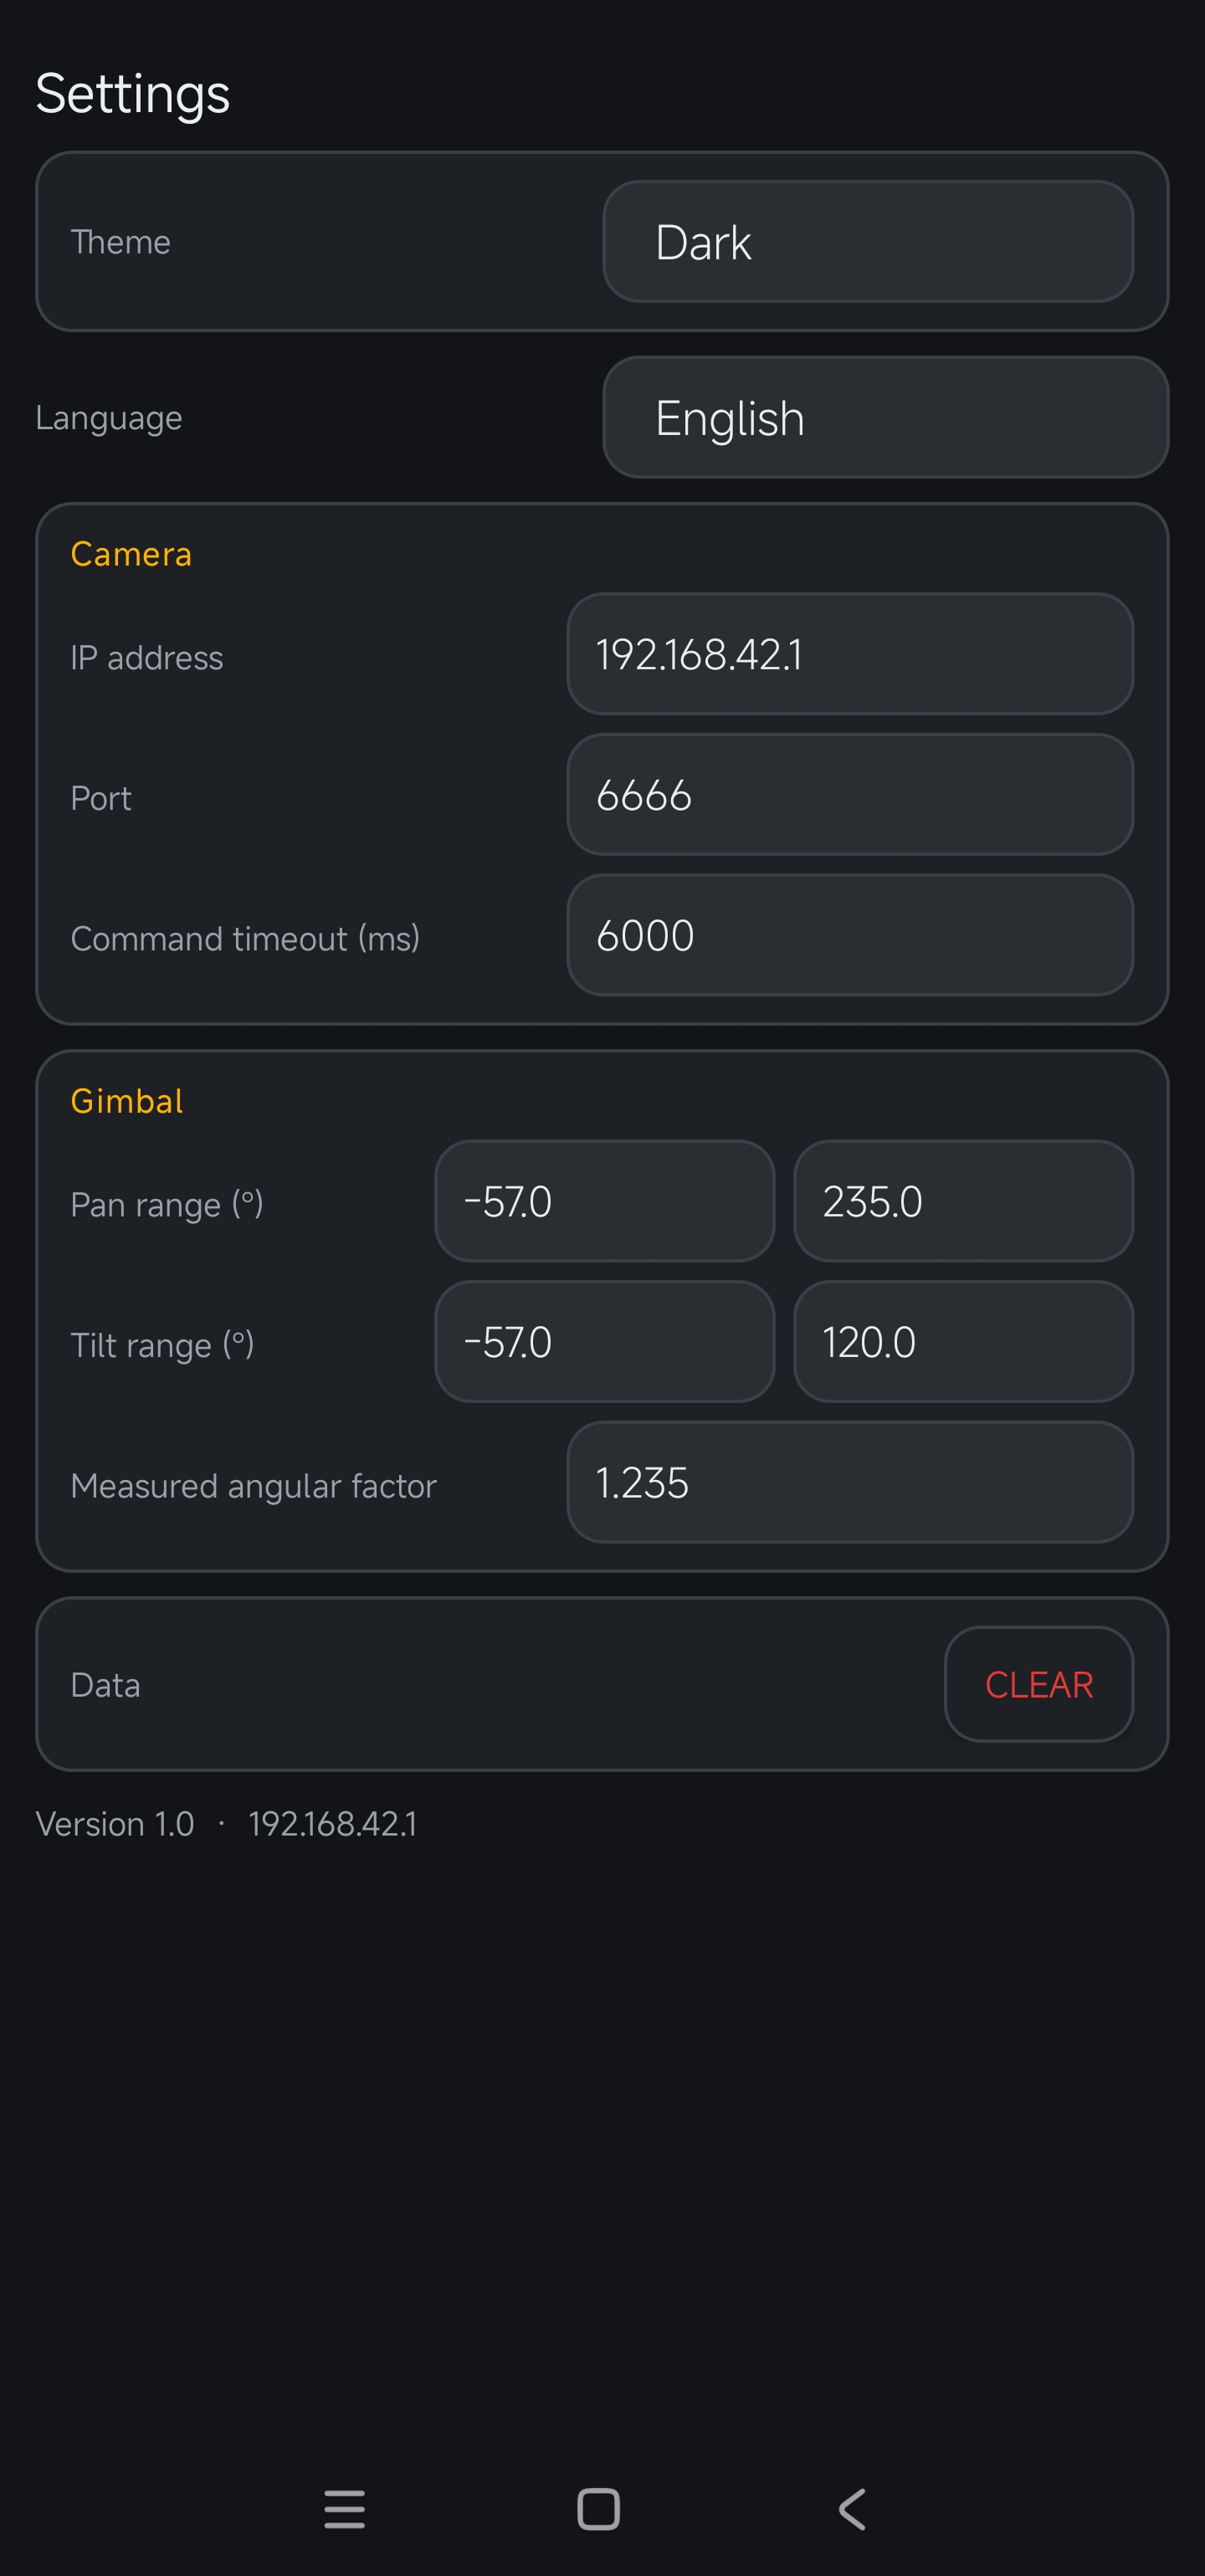 Settings
Theme Dark
Language English
Camera
IP address 192.168.42.1
Port 6666
Command timeout (ms) 6000
Gimbal
Pan range (°) -57.0 235.0
Tilt range (°) -57.0 120.0
Measured angular factor 1.235
Data CLEAR
Version 1.0 · 192.168.42.1